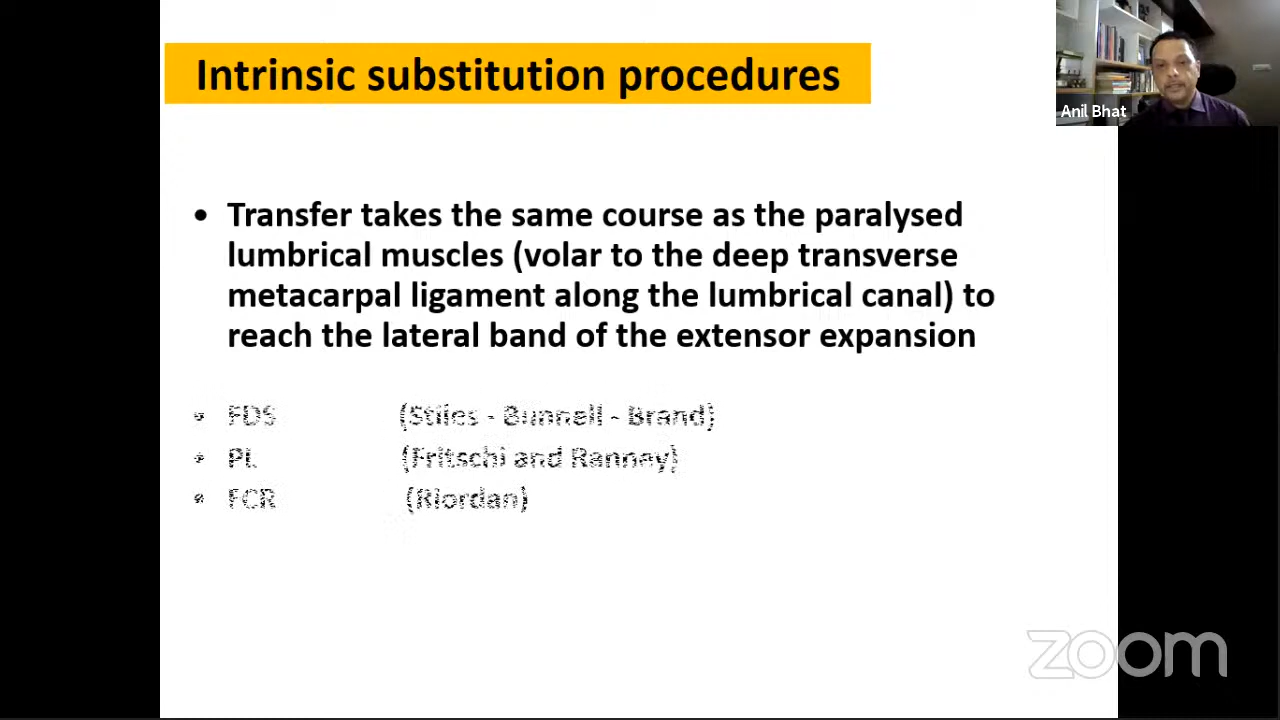 Intrinsic substitution procedures
Anil Bhat
• Transfer takes the same course as the paralysed
lumbrical muscles (volar to the deep transverse
metacarpal ligament along the lumbrical canal) to
reach the lateral band of the extensor expansion
• FDS (Stiles - Bunnell - Brand)
• PL (Fritschi and Ranney)
• FCR (Riordan)
zoom